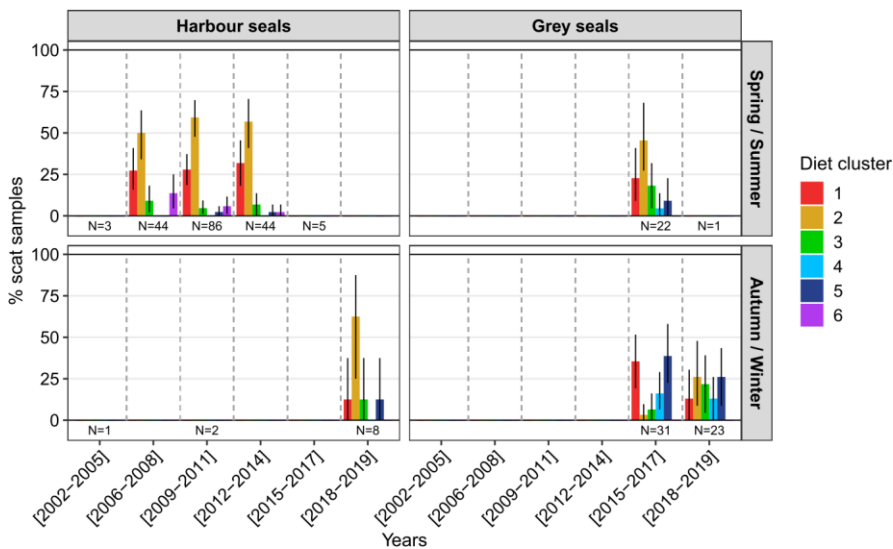 Harbour seals
Grey seals
100
75
50
25
0
N=3
N=44
N=86
N=44
N=5
N=22
N=1
Spring / Summer
100
75
50
25
0
N=1
N=2
N=8
N=31
N=23
Autumn / Winter
% scat samples
[2002−2005]
[2006−2008]
[2009−2011]
[2012−2014]
[2015−2017]
[2018−2019]
[2002−2005]
[2006−2008]
[2009−2011]
[2012−2014]
[2015−2017]
[2018−2019]
Years
Diet cluster
1
2
3
4
5
6